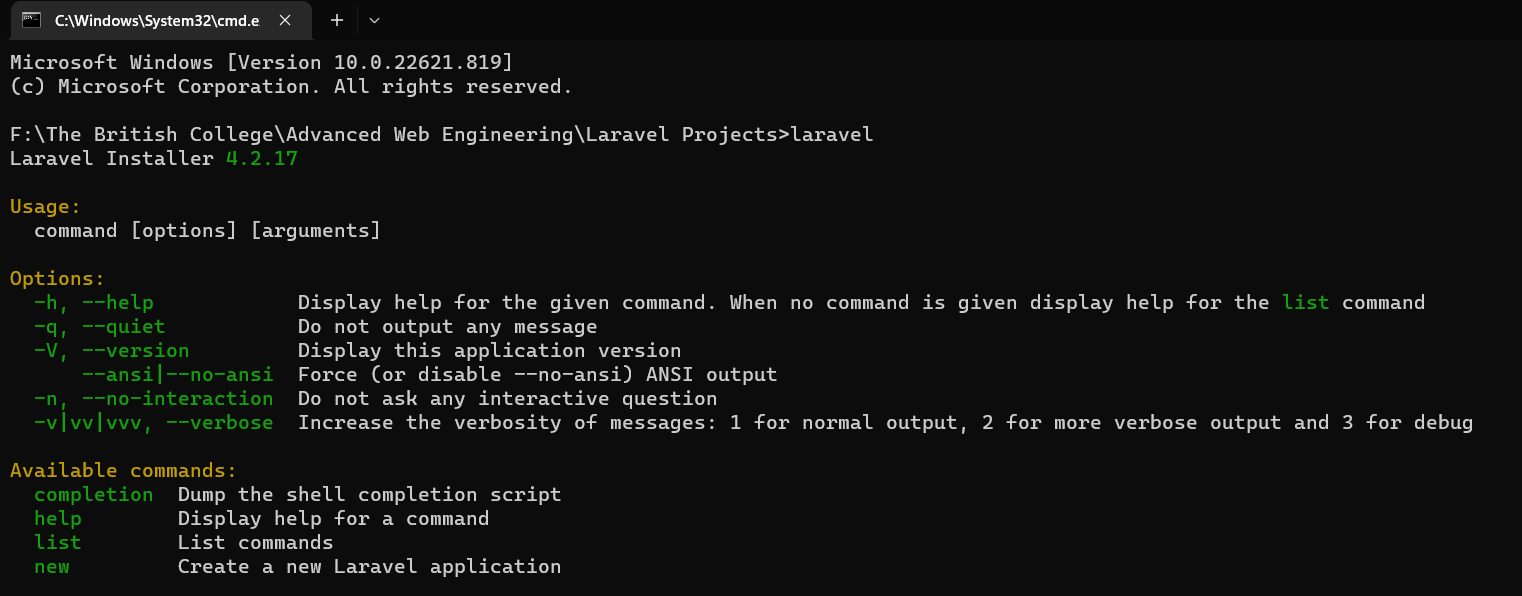 C:\Windows\System32\cmd.e
Microsoft Windows [Version 10.0.22621.819]
(c) Microsoft Corporation. All rights reserved.
F:\The British College\Advanced Web Engineering\Laravel Projects>laravel
Laravel Installer 4.2.17
Usage:
  command [options] [arguments]
Options:
  -h, --help            Display help for the given command. When no command is given display help for the list command
  -q, --quiet           Do not output any message
  -V, --version         Display this application version
      --ansi|--no-ansi  Force (or disable --no-ansi) ANSI output
  -n, --no-interaction  Do not ask any interactive question
  -v|vv|vvv, --verbose  Increase the verbosity of messages: 1 for normal output, 2 for more verbose output and 3 for debug
Available commands:
  completion  Dump the shell completion script
  help        Display help for a command
  list        List commands
  new         Create a new Laravel application